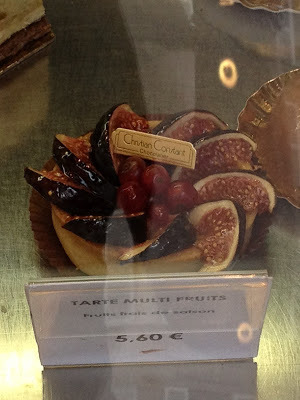 Christian Constant
TARTE MULTI FRUITS
Fruits frais de saison
5.60 €